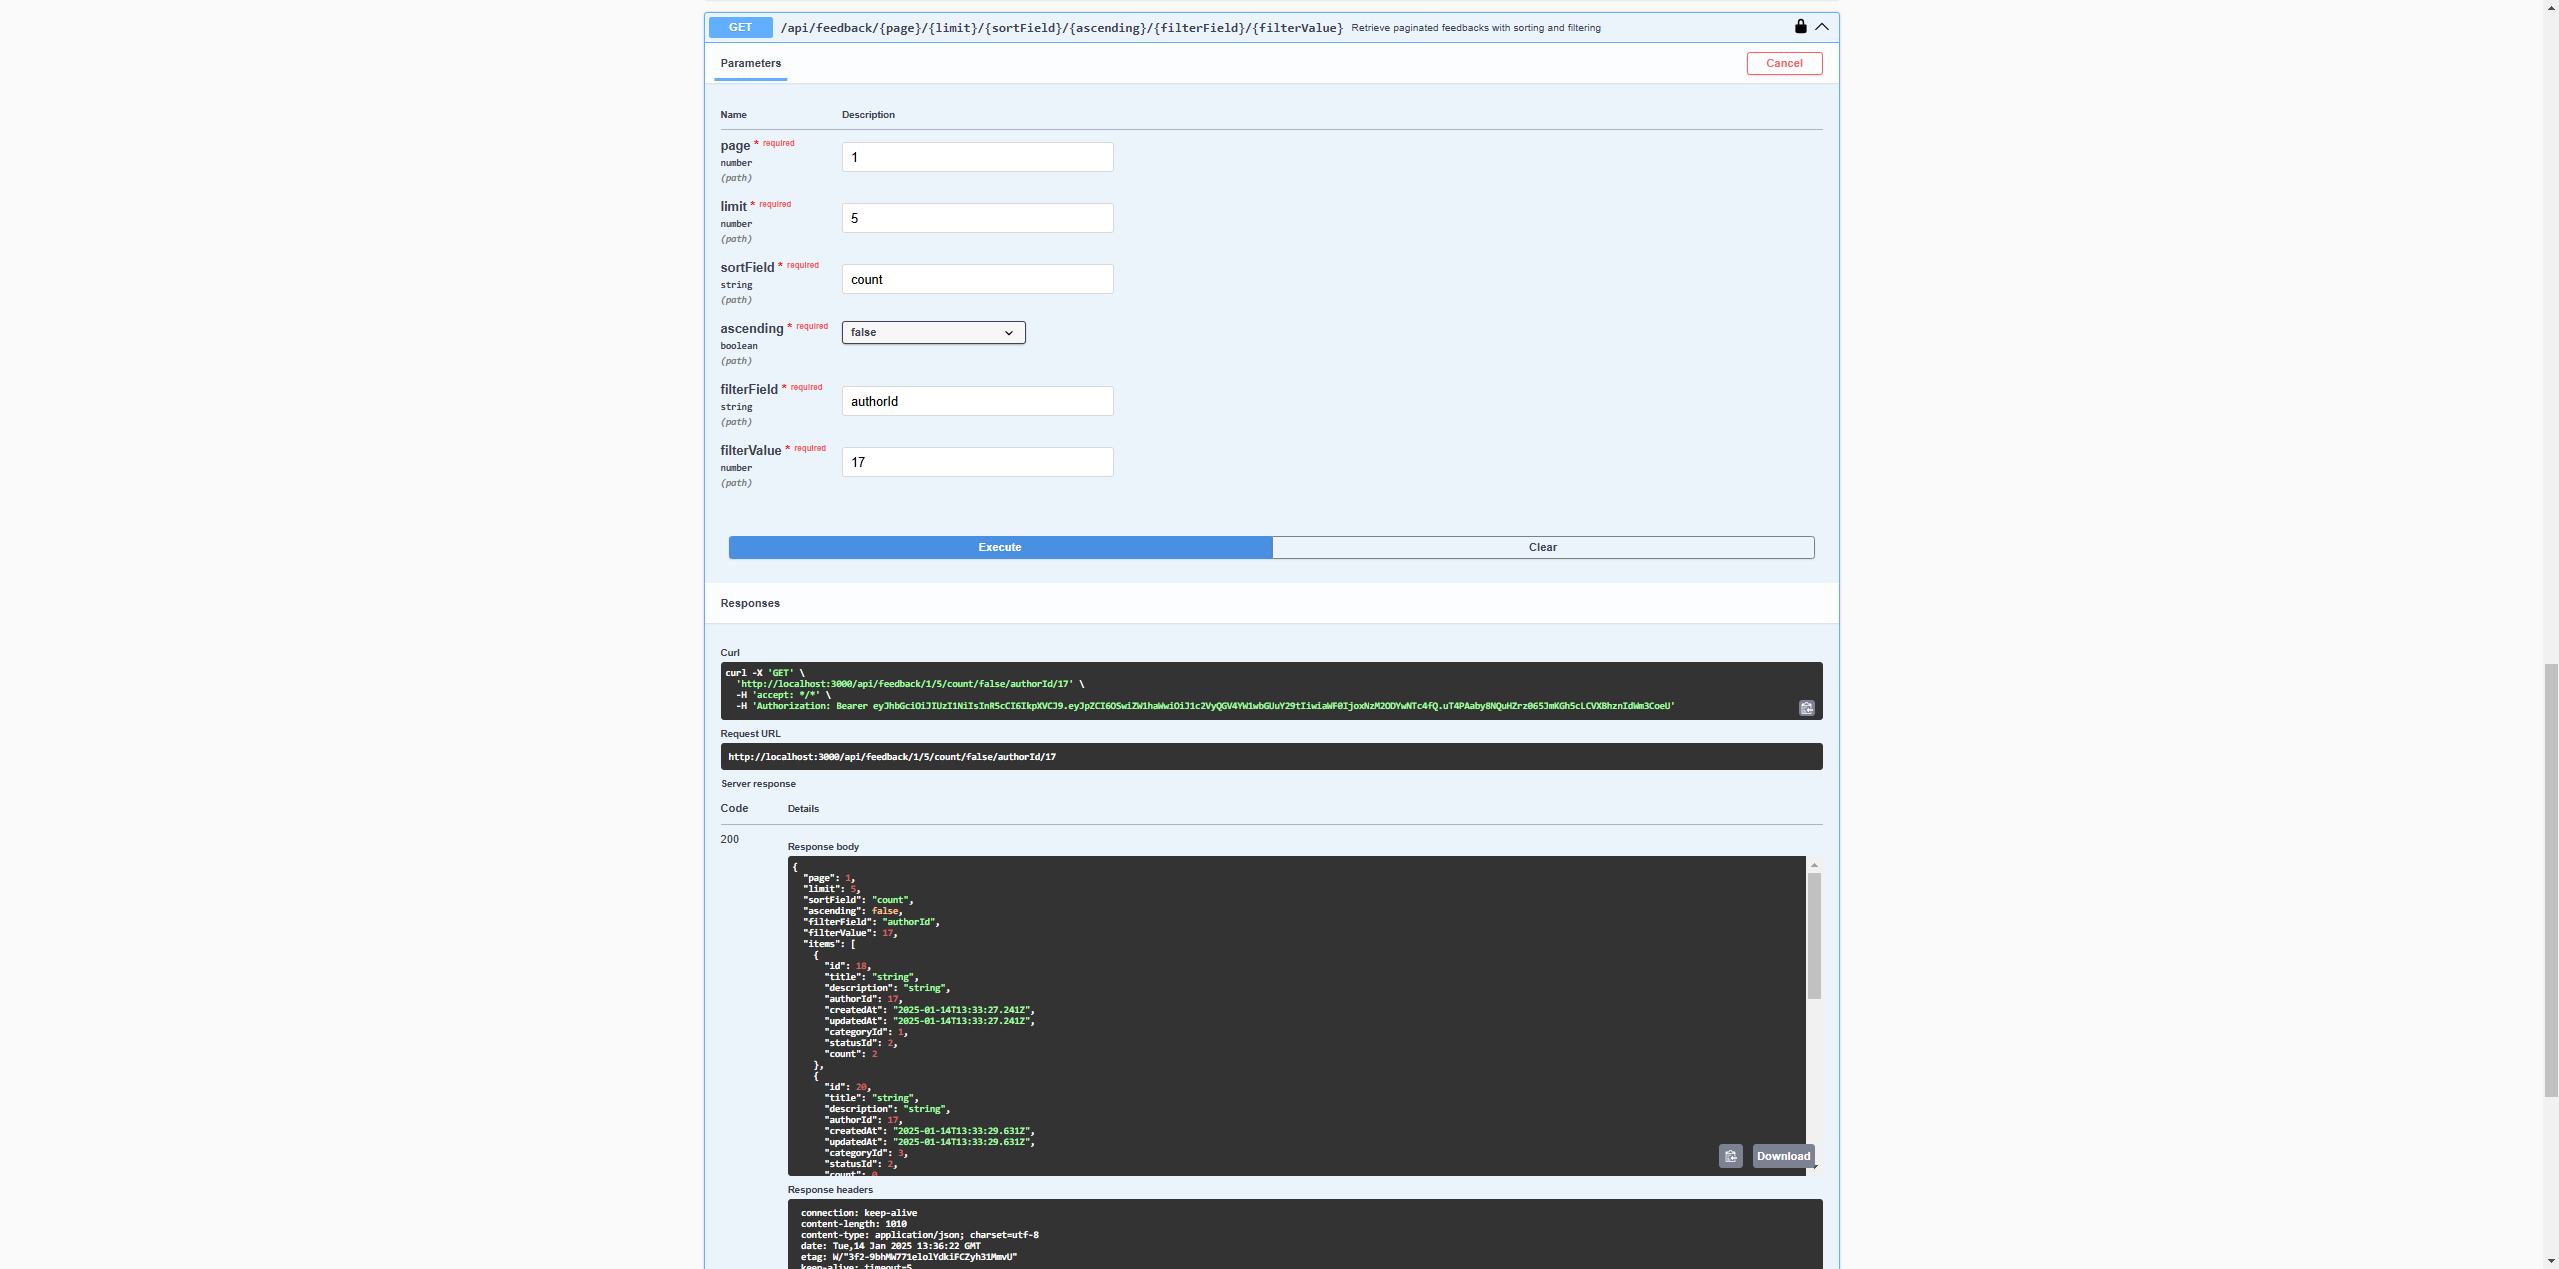 GET /api/feedback/{page}/{limit}/{sortField}/{ascending}/{filterField}/{filterValue} Retrieve paginated feedbacks with sorting and filtering
Parameters Cancel
Name Description
page * required 1
number
(path)
limit * required 5
number
(path)
sortField * required count
string
(path)
ascending * required false
boolean
(path)
filterField * required authorId
string
(path)
filterValue * required 17
number
(path)
Execute Clear
Responses
Curl
curl -X 'GET' \
'http://localhost:3000/api/feedback/1/5/count/false/authorId/17' \
-H 'accept: */*' \
-H 'Authorization: Bearer
Request URL
http://localhost:3000/api/feedback/1/5/count/false/authorId/17
Server response
Code Details
200
Response body
{
"page": 1,
"limit": 5,
"sortField": "count",
"ascending": false,
"filterField": "authorId",
"filterValue": 17,
"items": [
{
"id": 18,
"title": "string",
"description": "string",
"authorId": 17,
"createdAt": "2025-01-14T13:33:27.241Z",
"updatedAt": "2025-01-14T13:33:27.241Z",
"categoryId": 1,
"statusId": 2,
"count": 2
},
{
"id": 20,
"title": "string",
"description": "string",
"authorId": 17,
"createdAt": "2025-01-14T13:33:29.631Z",
"updatedAt": "2025-01-14T13:33:29.631Z",
"categoryId": 3,
"statusId": 2,
"count": 0
Download
Response headers
connection: keep-alive
content-length: 1010
content-type: application/json; charset=utf-8
date: Tue,14 Jan 2025 13:36:22 GMT
etag:
keep-alive: timeout=5